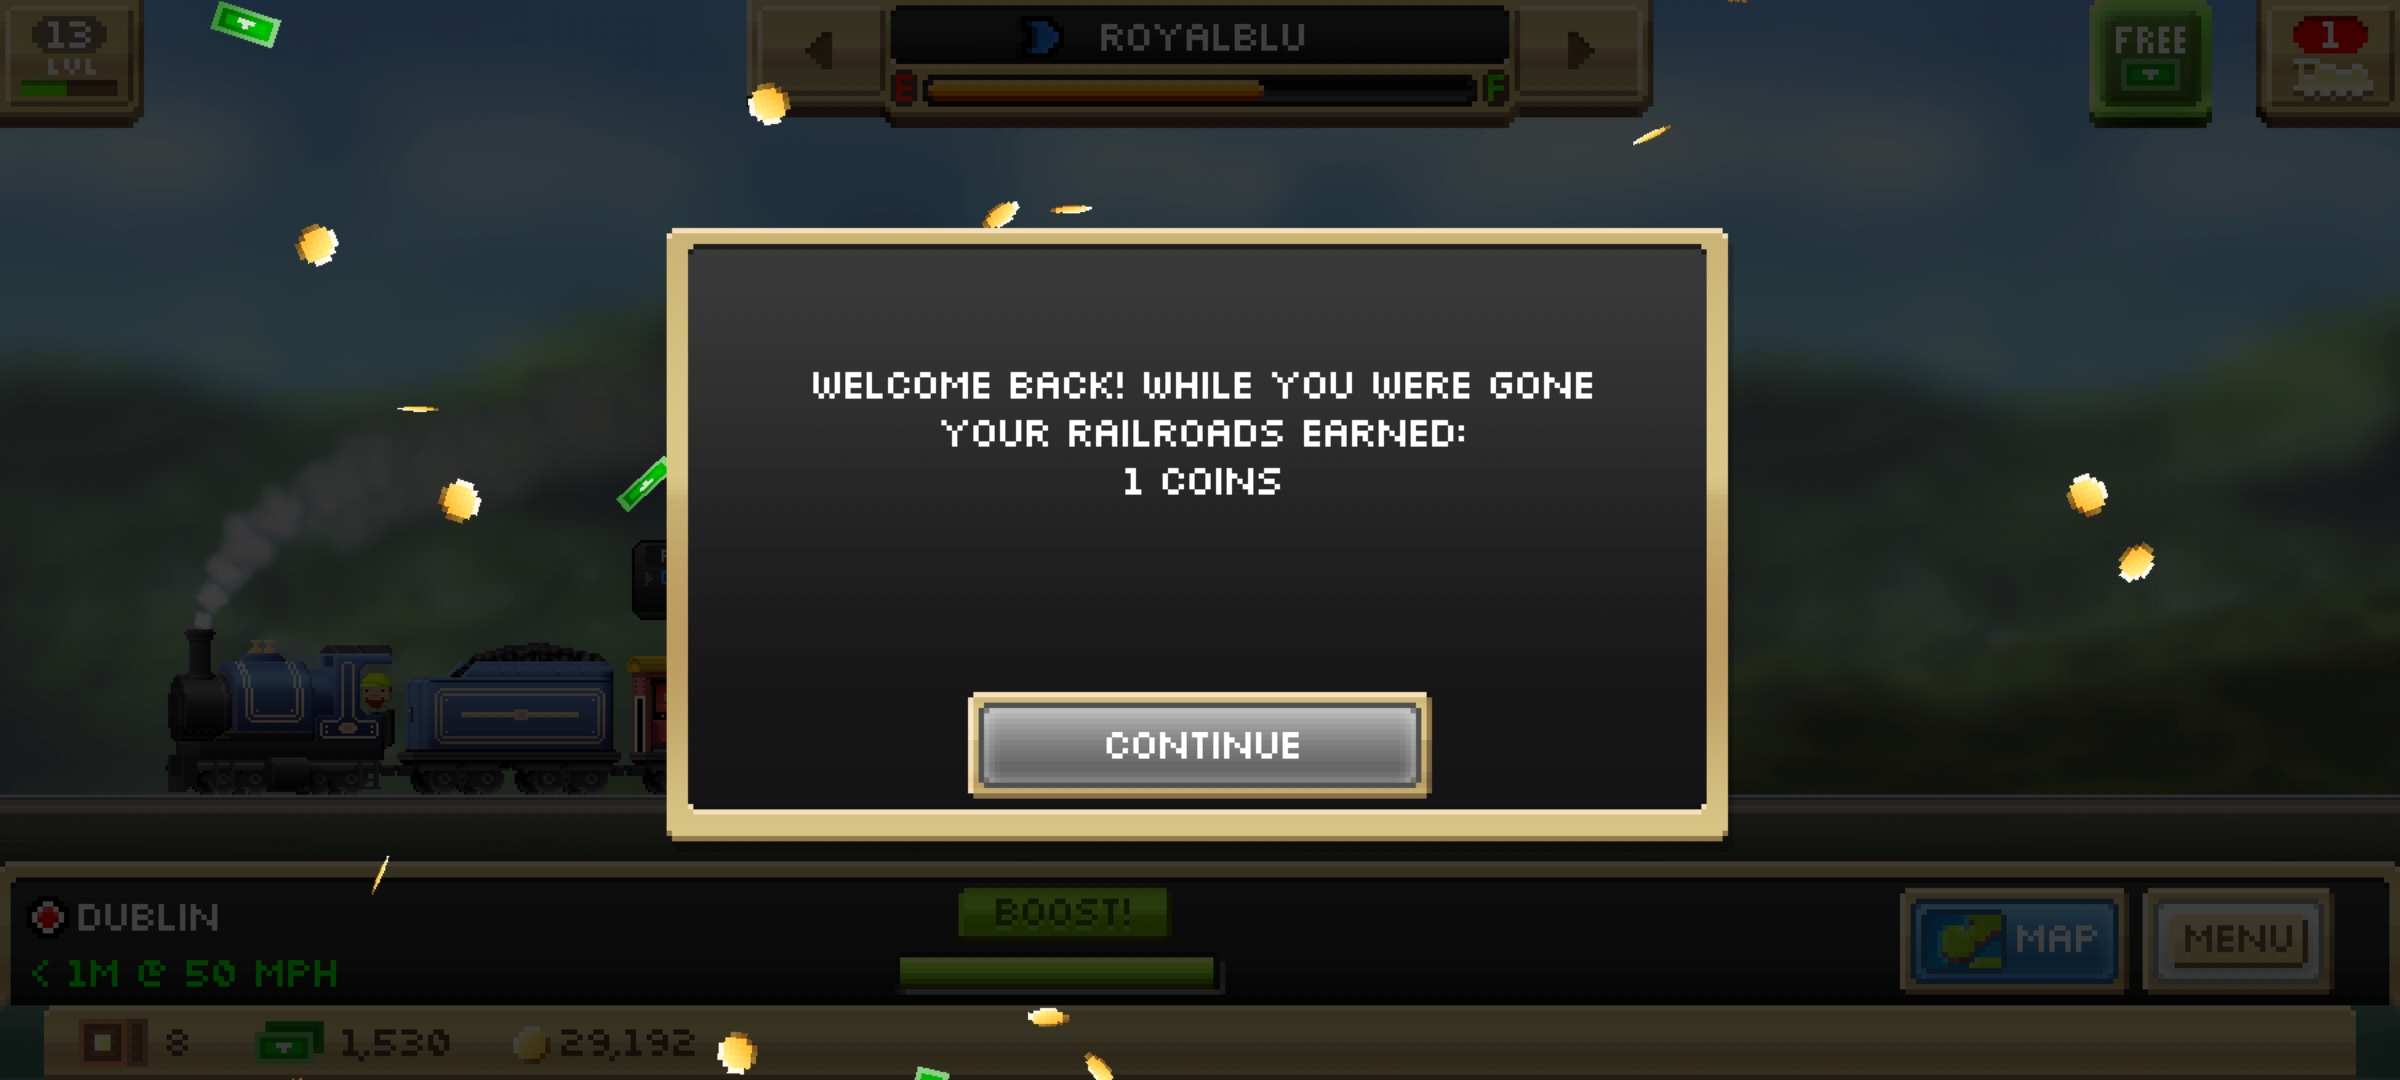 13
LVL
ROYALBLU
E F
FREE
1
WELCOME BACK! WHILE YOU WERE GONE
YOUR RAILROADS EARNED:
1 COINS
CONTINUE
DUBLIN
< 1M @ 50 MPH
BOOST!
MAP
MENU
8
1,530
29,192